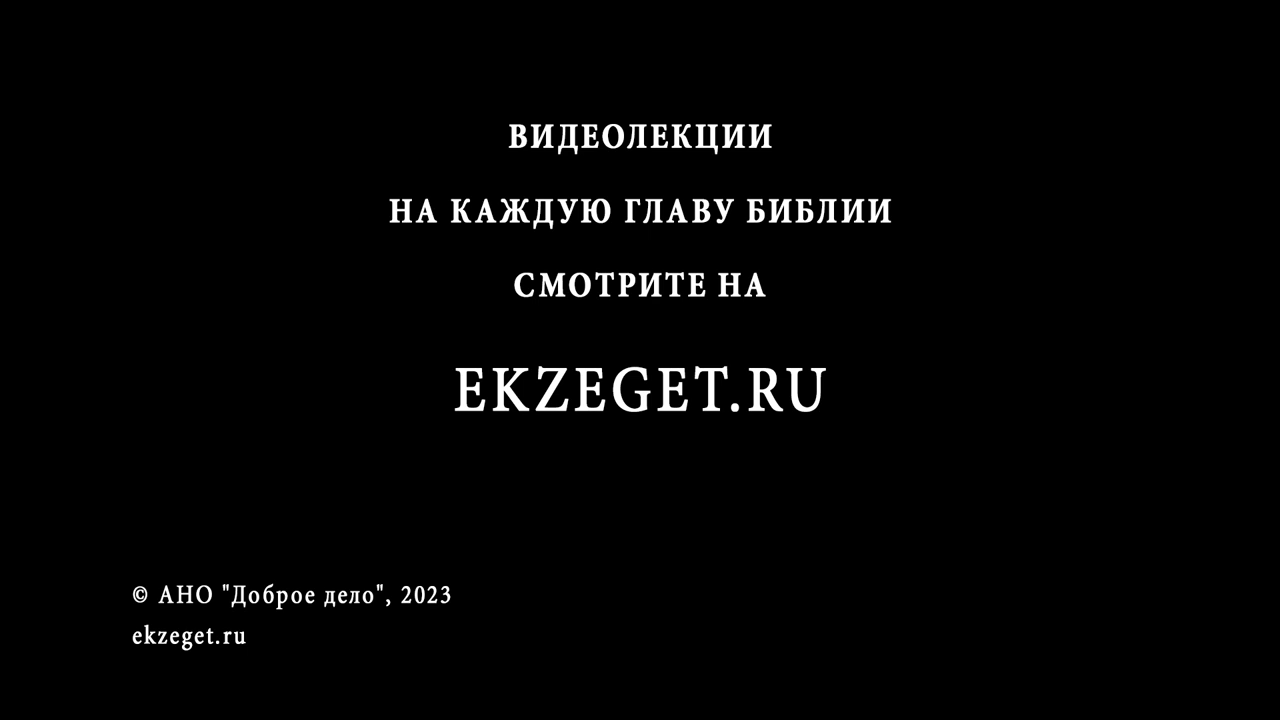 ВИДЕОЛЕКЦИИ
НА КАЖДУЮ ГЛАВУ БИБЛИИ
СМОТРИТЕ НА
EKZEGET.RU
© АНО "Доброе дело", 2023
ekzeget.ru